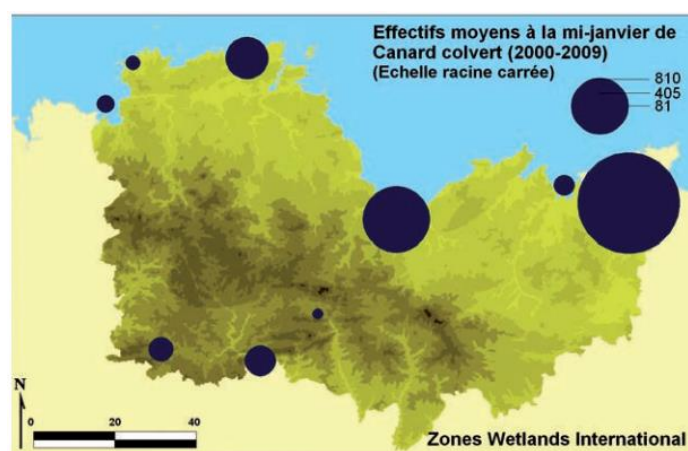 Effectifs moyens à la mi-janvier de
Canard colvert (2000-2009)
(Echelle racine carrée)
810
405
81
N
0 20 40
Zones Wetlands International